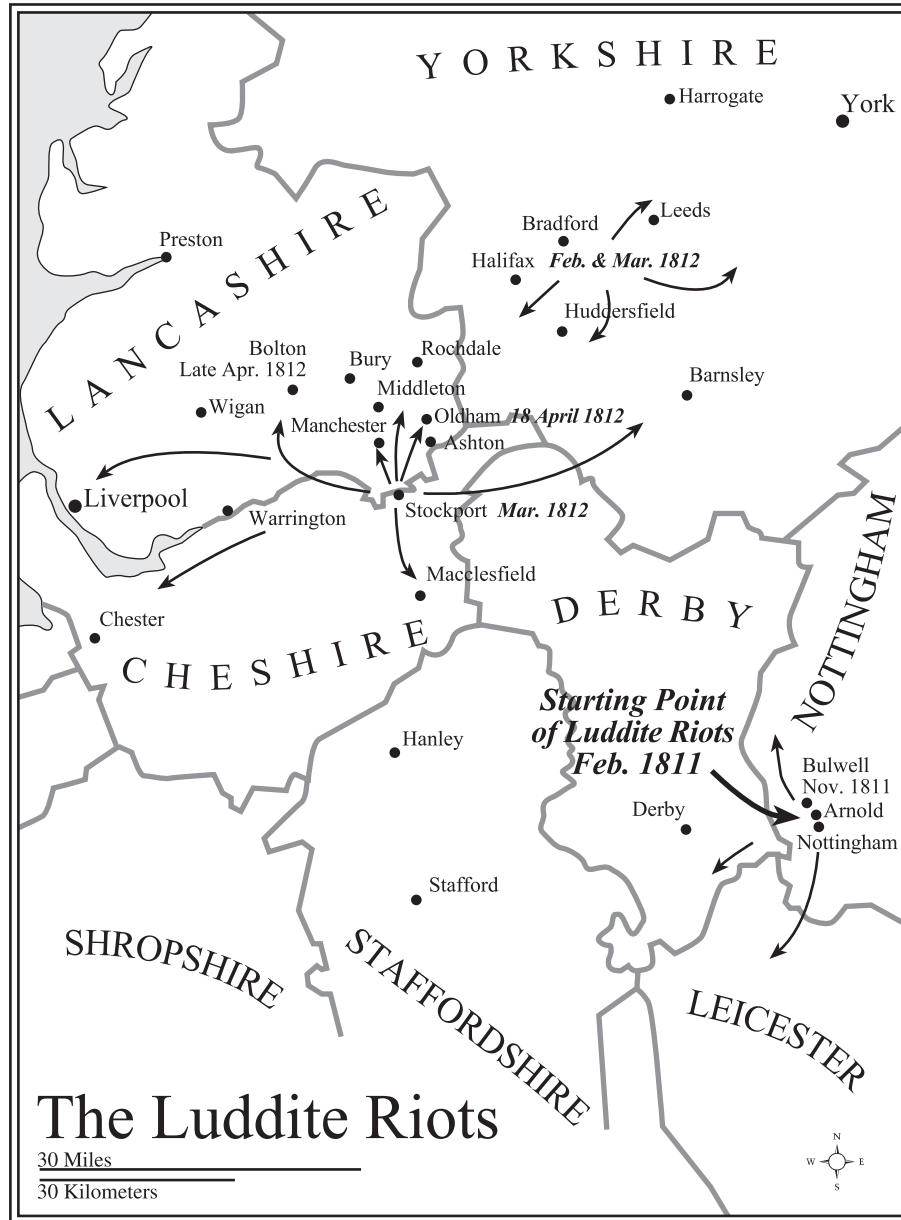 YORKSHIRE
Harrogate
York
LANCASHIRE
Preston
Leeds
Bradford
Halifax Feb. & Mar. 1812
Huddersfield
Bolton
Late Apr. 1812
Bury
Rochdale
Middleton
Barnsley
Wigan
Manchester
Oldham 18 April 1812
Ashton
Liverpool
Warrington
Stockport Mar. 1812
Macclesfield
Chester
CHESHIRE
DERBY
NOTTINGHAM
Starting Point
of Luddite Riots
Feb. 1811
Hanley
Bulwell
Nov. 1811
Arnold
Nottingham
Derby
Stafford
SHROPSHIRE
STAFFORDSHIRE
LEICESTER
The Luddite Riots
30 Miles
30 Kilometers
N
W E
S